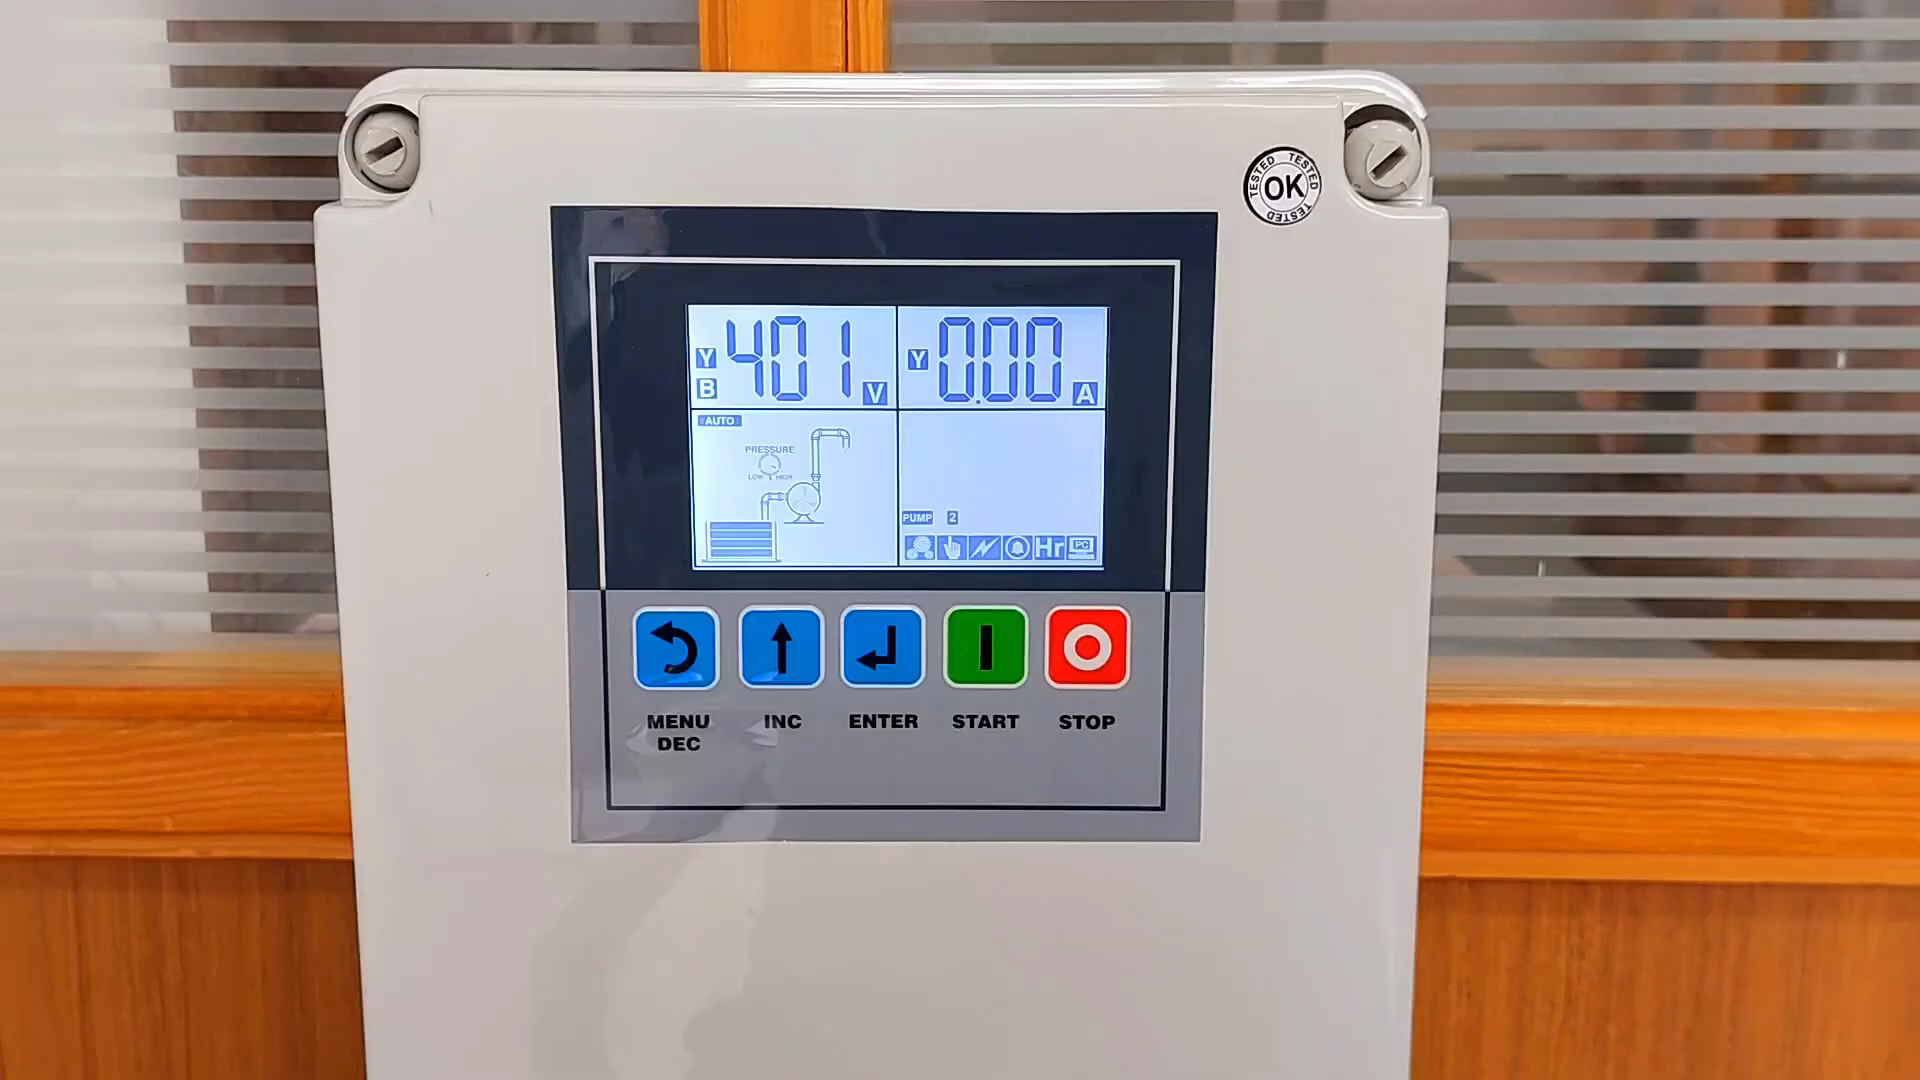 TESTED TESTED TESTED
OK
Y 401 V
B
Y 0.00 A
AUTO
PRESSURE
LOW HIGH
PUMP 2
Hr PC
MENU INC ENTER START STOP
DEC